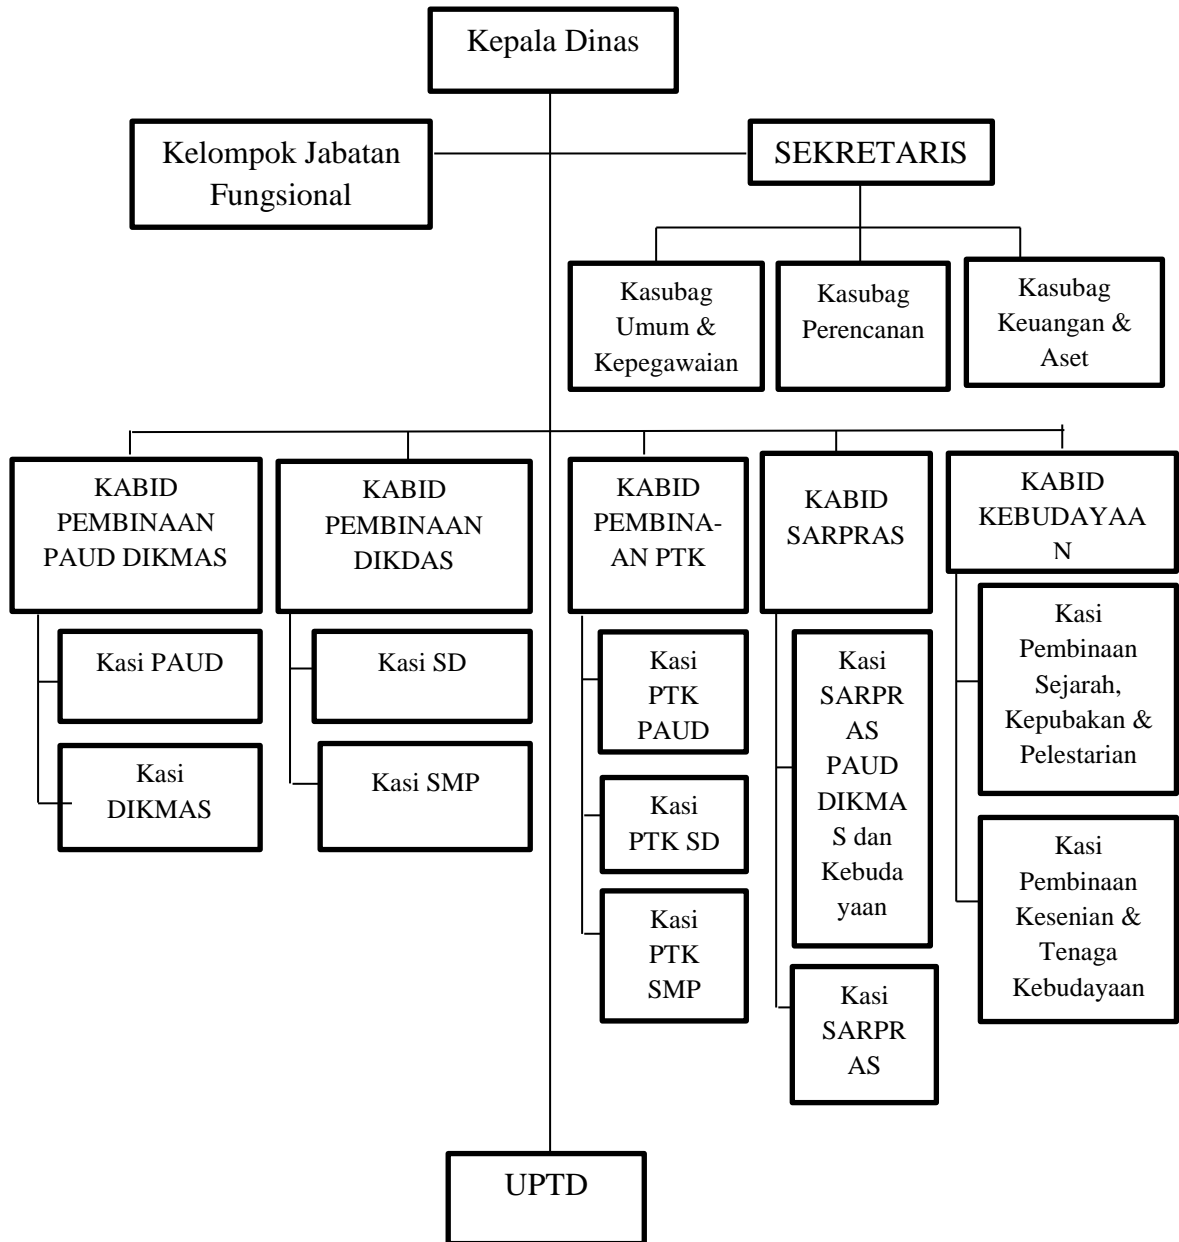 Kepala Dinas
Kelompok Jabatan
Fungsional
SEKRETARIS
Kasubag
Umum &
Kepegawaian
Kasubag
Perencanan
Kasubag
Keuangan &
Aset
KABID
PEMBINAAN
PAUD DIKMAS
KABID
PEMBINAAN
DIKDAS
KABID
PEMBINA-
AN PTK
KABID
SARPRAS
KABID
KEBUDAYAA
N
Kasi PAUD
Kasi
DIKMAS
Kasi SD
Kasi SMP
Kasi
PTK
PAUD
Kasi
PTK SD
Kasi
PTK
SMP
Kasi
SARPR
AS
PAUD
DIKMA
S dan
Kebuda
yaan
Kasi
SARPR
AS
Kasi
Pembinaan
Sejarah,
Kepubakan &
Pelestarian
Kasi
Pembinaan
Kesenian &
Tenaga
Kebudayaan
UPTD